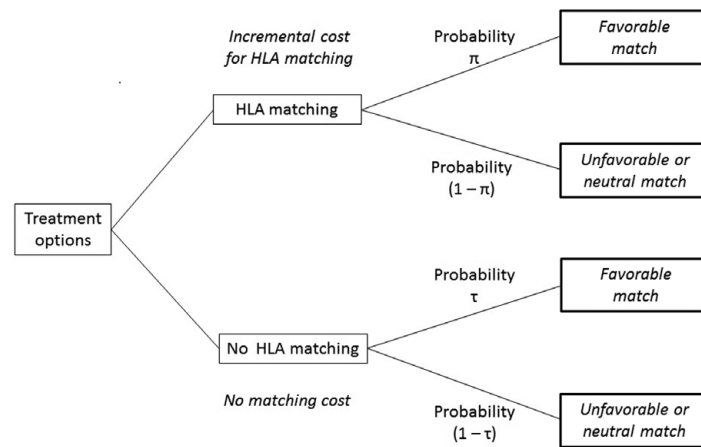 Incremental cost
for HLA matching
Probability
π
Favorable
match
HLA matching
Probability
(1 – π)
Unfavorable or
neutral match
Treatment
options
Probability
τ
Favorable
match
No HLA matching
No matching cost
Probability
(1 – τ)
Unfavorable or
neutral match